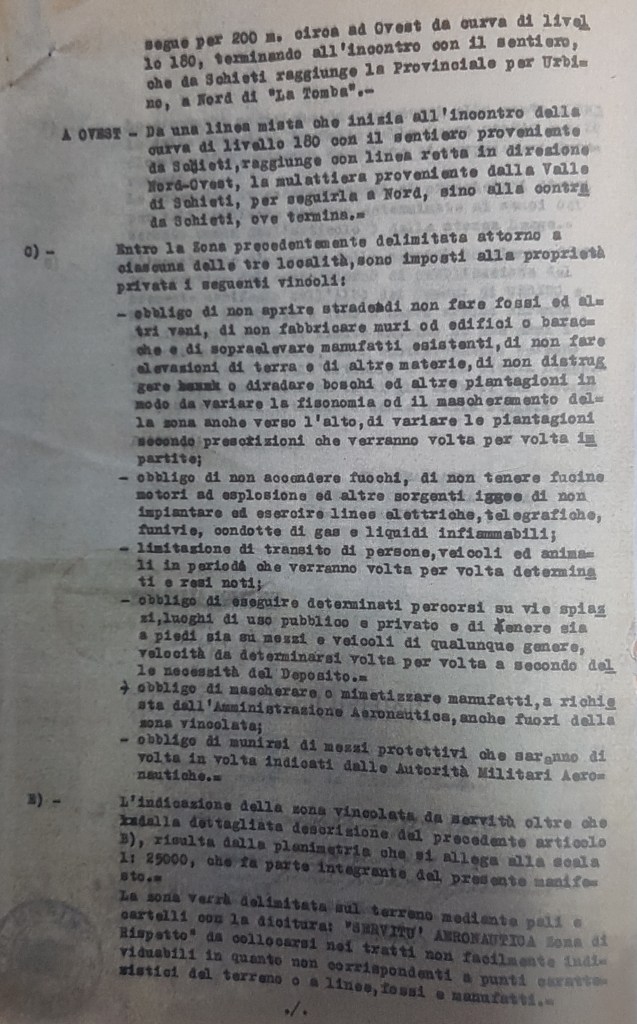 segue per 200 m. circa ad Ovest da curva di livel
lo 180, terminando all'incontro con il sentiero,
che da Schieti raggiunge la Provinciale per Urbi=
no, a Nord di "La Tomba".-
A OVEST - Da una linea mista che inizia all'incontro della
curva di livello 180 con il sentiero proveniente
da Schieti,raggiunge con linea retta in direzione
Nord-Ovest, la mulattiera proveniente dalla Valle
di Schieti, per seguirla a Nord, sino alla contra
da Schieti, ove termina.=
C) - Entro la Zona precedentemente delimitata attorno a
ciascuna delle tre località,sono imposti alla proprietà
privata i seguenti vincoli:
- obbligo di non aprire strade di non fare fossi ed al=
tri vani, di non fabbricare muri od edifici o barac=
che e di sopraelevare manufatti esistenti,di non fare
elevazioni di terra e di altre materie,di non distrug
gere o diradare boschi ed altre piantagioni in
modo da variare la fisonomia od il mascheramento del=
la zona anche verso l'alto,di variare le piantagioni
secondo prescrizioni che verranno volta per volta im
partite;
- obbligo di non accendere fuochi, di non tenere fucine
motori ad esplosione ed altre sorgenti iggee di non
impiantare ed esercire linee elettriche,telegrafiche,
funivie, condotte di gas e liquidi infiammabili;
- limitazione di transito di persone,veicoli ed anima=
li in periodi che verranno volta per volta determina
ti e resi noti;
- obbligo di eseguire determinati percorsi su vie spiaz
zi,luoghi di uso pubblico e privato e di tenere sia
a piedi sia su mezzi e veicoli di qualunque genere,
velocità da determinarsi volta per volta a secondo del
le necessità del Deposito.=
- obbligo di mascherare o mimetizzare manufatti,a richie
sta dall'Amministrazione Aeronautica,anche fuori della
zona vincolata;
- obbligo di munirsi di mezzi protettivi che saranno di
volta in volta indicati dalle Autorità Militari Aero=
nautiche.=
E) - L'indicazione della zona vincolata da servitù oltre che
dalla dettagliata descrizione del precedente articolo
B), risulta dalla planimetria che si allega alla scala
1: 25000, che fa parte integrante del presente manife=
sto.=
La zona verrà delimitata sul terreno mediante pali e
cartelli con la dicitura: "SERVITU' AERONAUTICA Zona di
Rispetto" da collocarsi nei tratti non facilmente indi=
viduabili in quanto non corrispondenti a punti caratte=
ristici del terreno o a linee,fossi e manufatti.=
./.